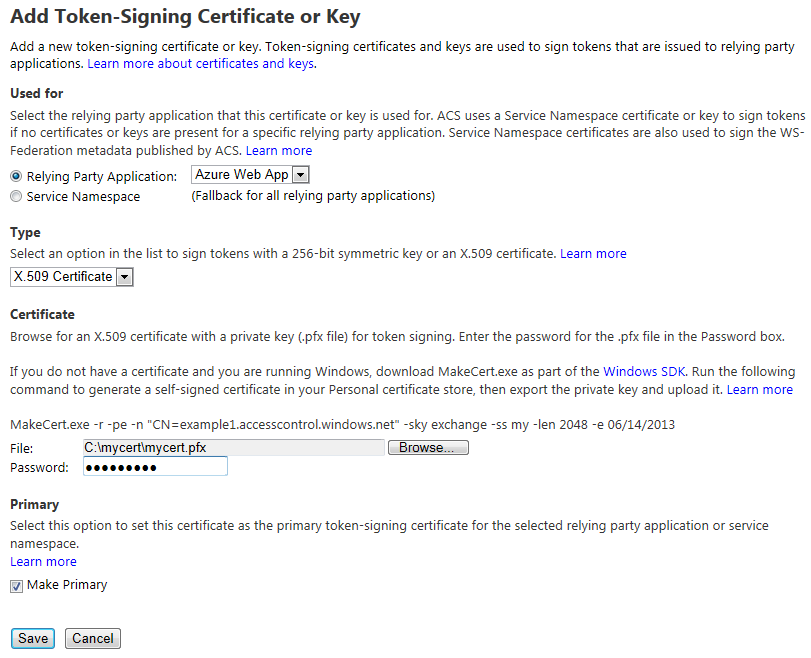 Add Token-Signing Certificate or Key
Add a new token-signing certificate or key. Token-signing certificates and keys are used to sign tokens that are issued to relying party
applications. Learn more about certificates and keys.
Used for
Select the relying party application that this certificate or key is used for. ACS uses a Service Namespace certificate or key to sign tokens
if no certificates or keys are present for a specific relying party application. Service Namespace certificates are also used to sign the WS-
Federation metadata published by ACS. Learn more
Relying Party Application: Azure Web App
Service Namespace (Fallback for all relying party applications)
Type
Select an option in the list to sign tokens with a 256-bit symmetric key or an X.509 certificate. Learn more
X.509 Certificate
Certificate
Browse for an X.509 certificate with a private key (.pfx file) for token signing. Enter the password for the .pfx file in the Password box.
If you do not have a certificate and you are running Windows, download MakeCert.exe as part of the Windows SDK. Run the following
command to generate a self-signed certificate in your Personal certificate store, then export the private key and upload it. Learn more
MakeCert.exe -r -pe -n "CN=example1.accesscontrol.windows.net" -sky exchange -ss my -len 2048 -e 06/14/2013
File: C:\mycert\mycert.pfx Browse...
Password: ●●●●●●●●●
Primary
Select this option to set this certificate as the primary token-signing certificate for the selected relying party application or service
namespace.
Learn more
Make Primary
Save Cancel